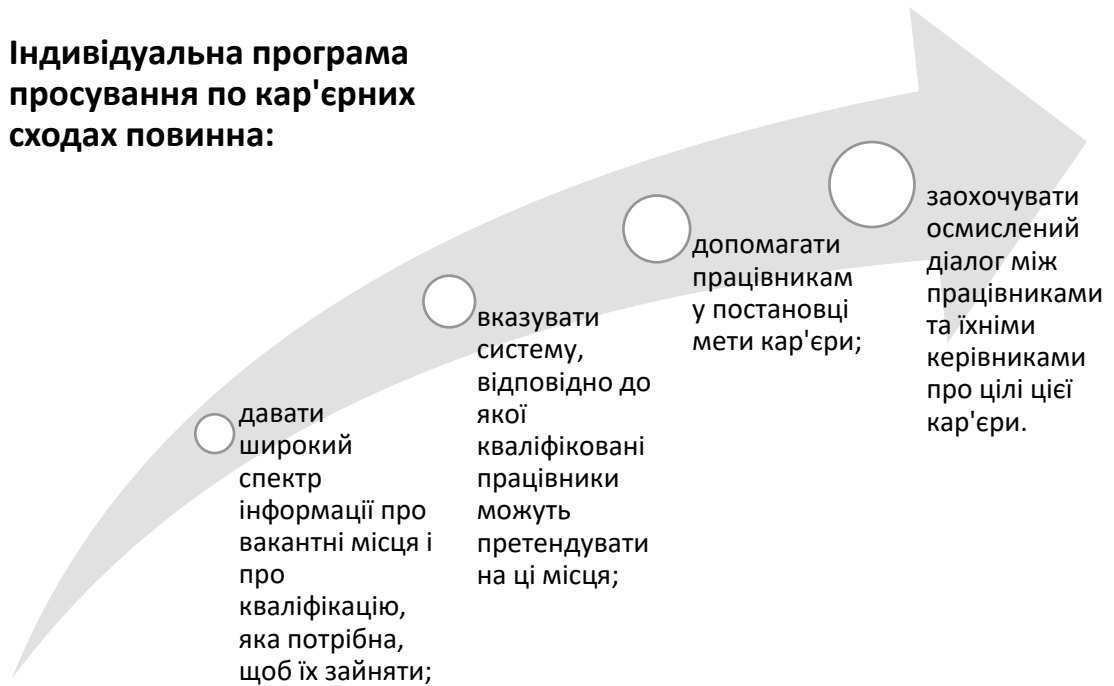 Індивідуальна програма
просування по кар'єрних
сходах повинна:
давати
широкий
спектр
інформації про
вакантні місця і
про
кваліфікацію,
яка потрібна,
щоб їх зайняти;
вказувати
систему,
відповідно до
якої
кваліфіковані
працівники
можуть
претендувати
на ці місця;
допомагати
працівникам
у постановці
мети кар'єри;
заохочувати
осмислений
діалог між
працівниками
та їхніми
керівниками
про цілі цієї
кар'єри.